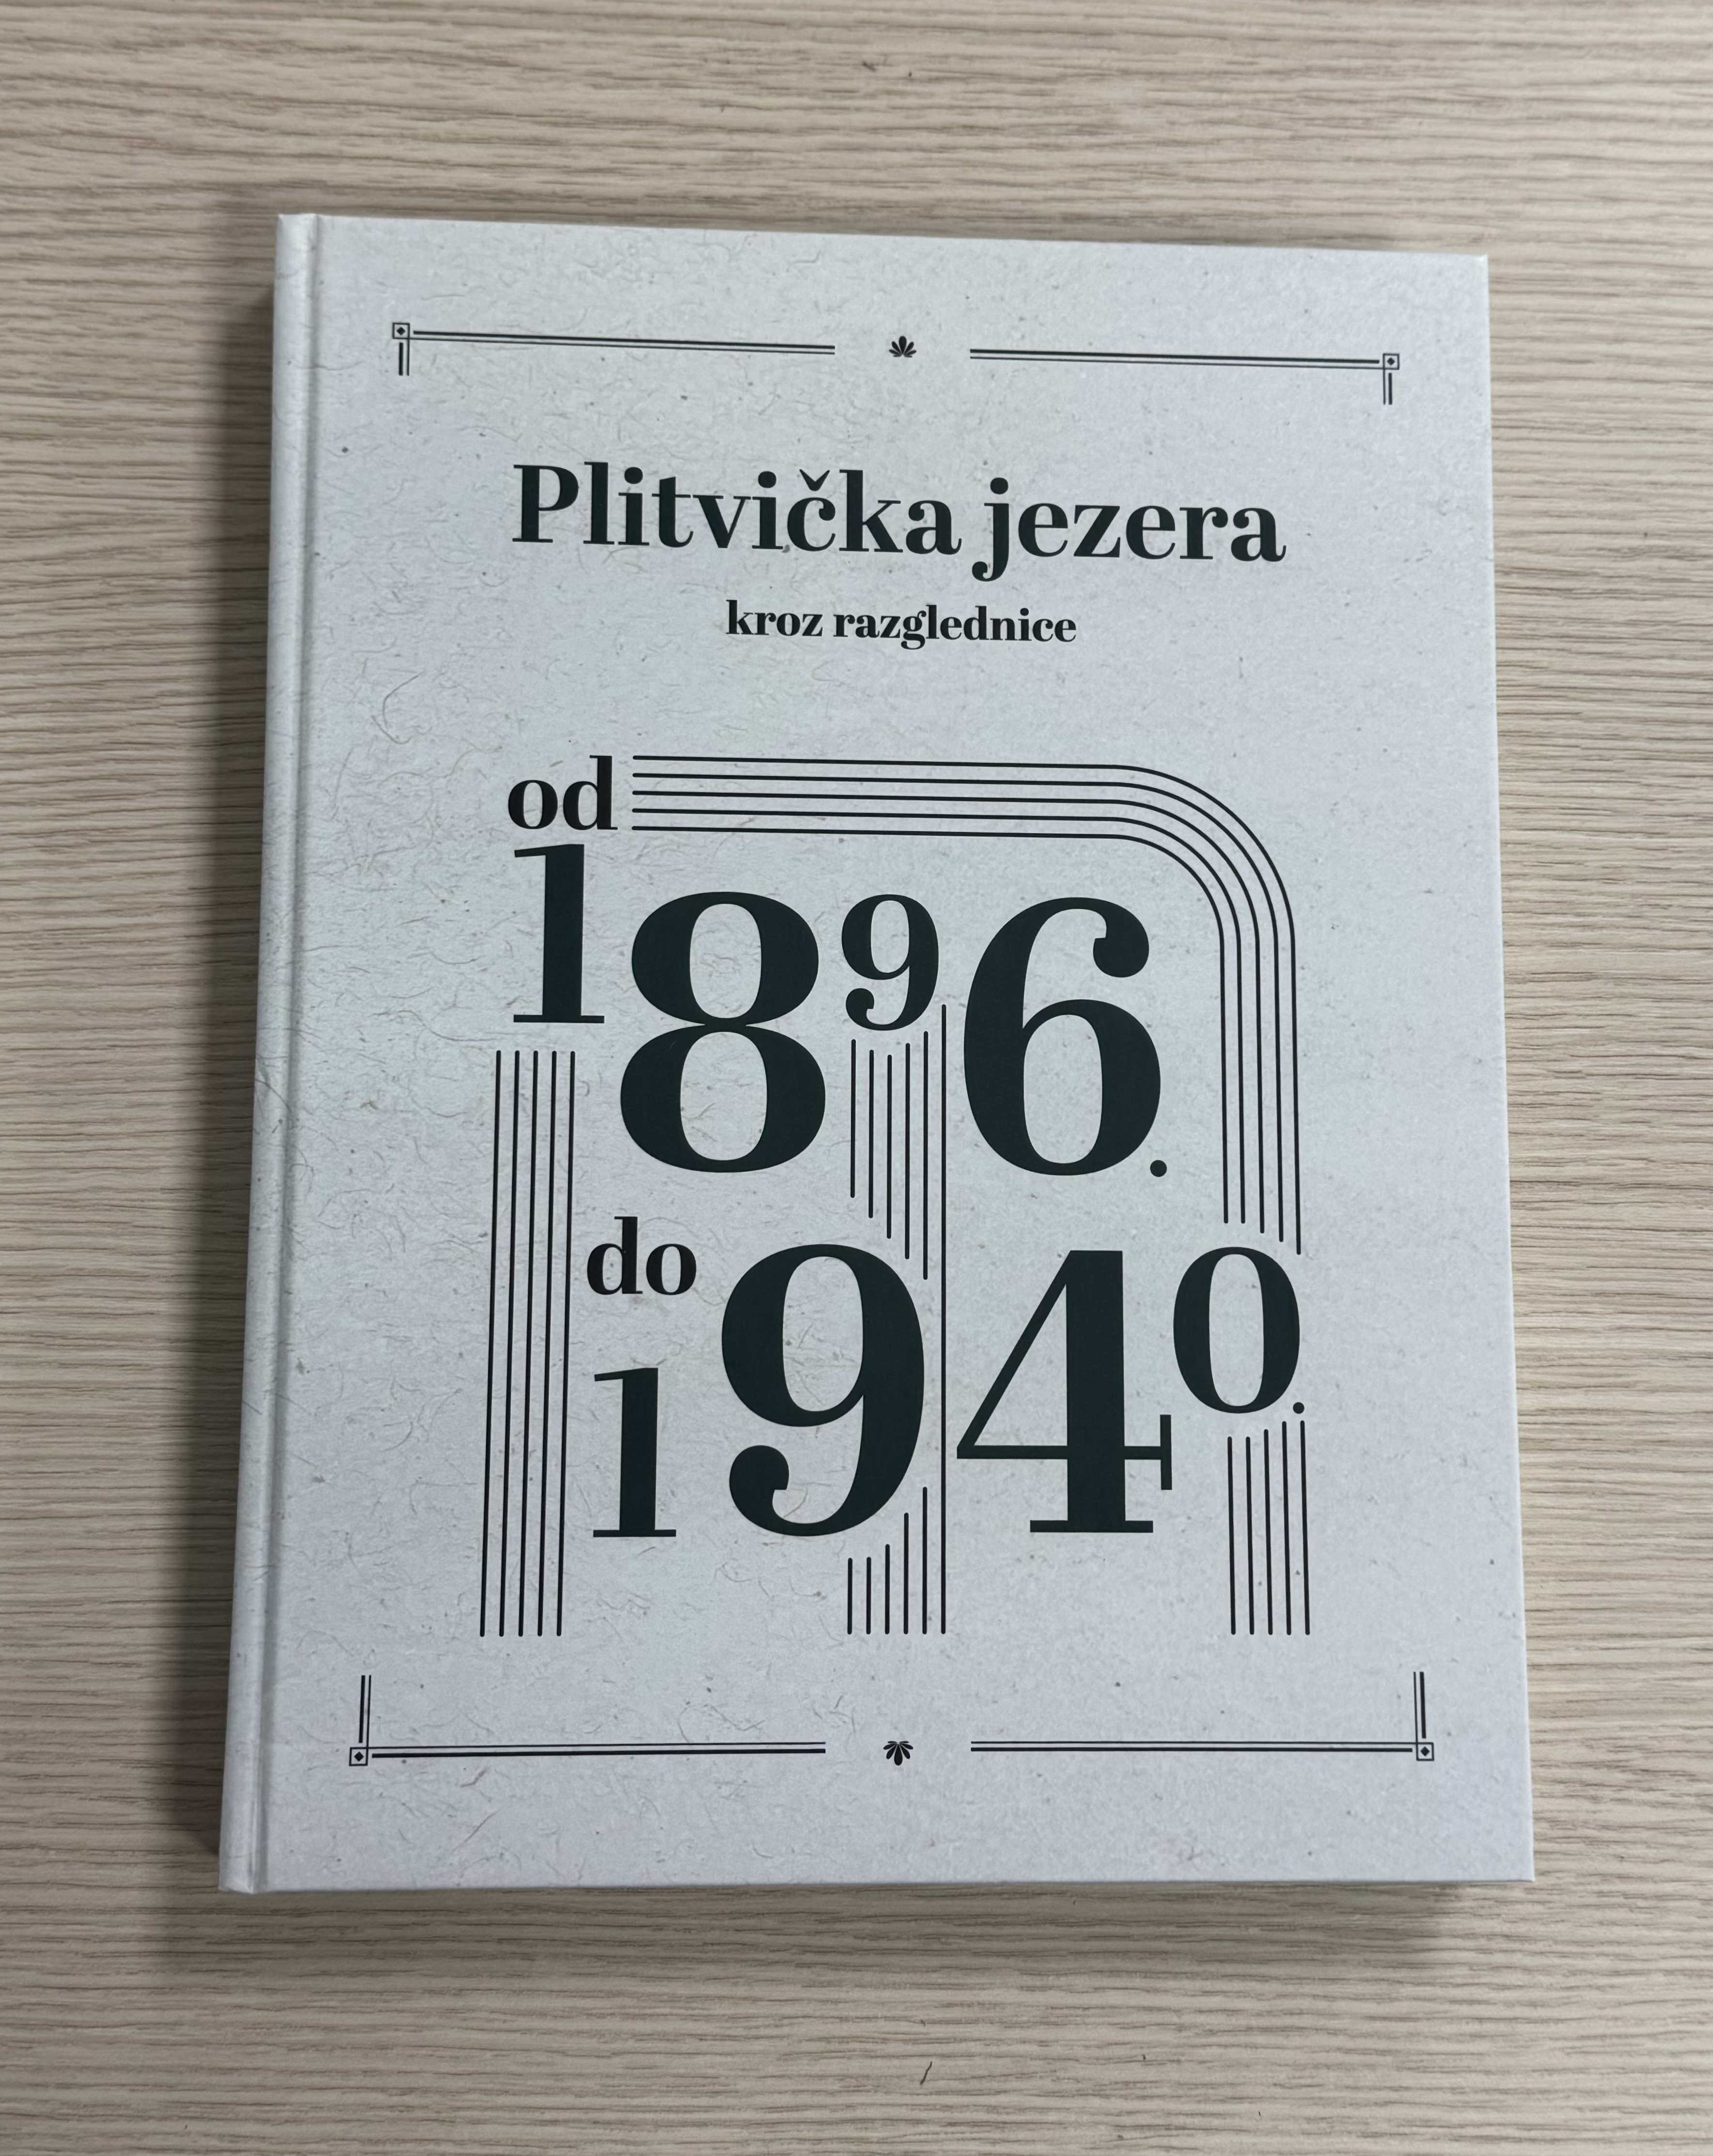 Plitvička jezera
kroz razglednice
od
1896.
do
1940.